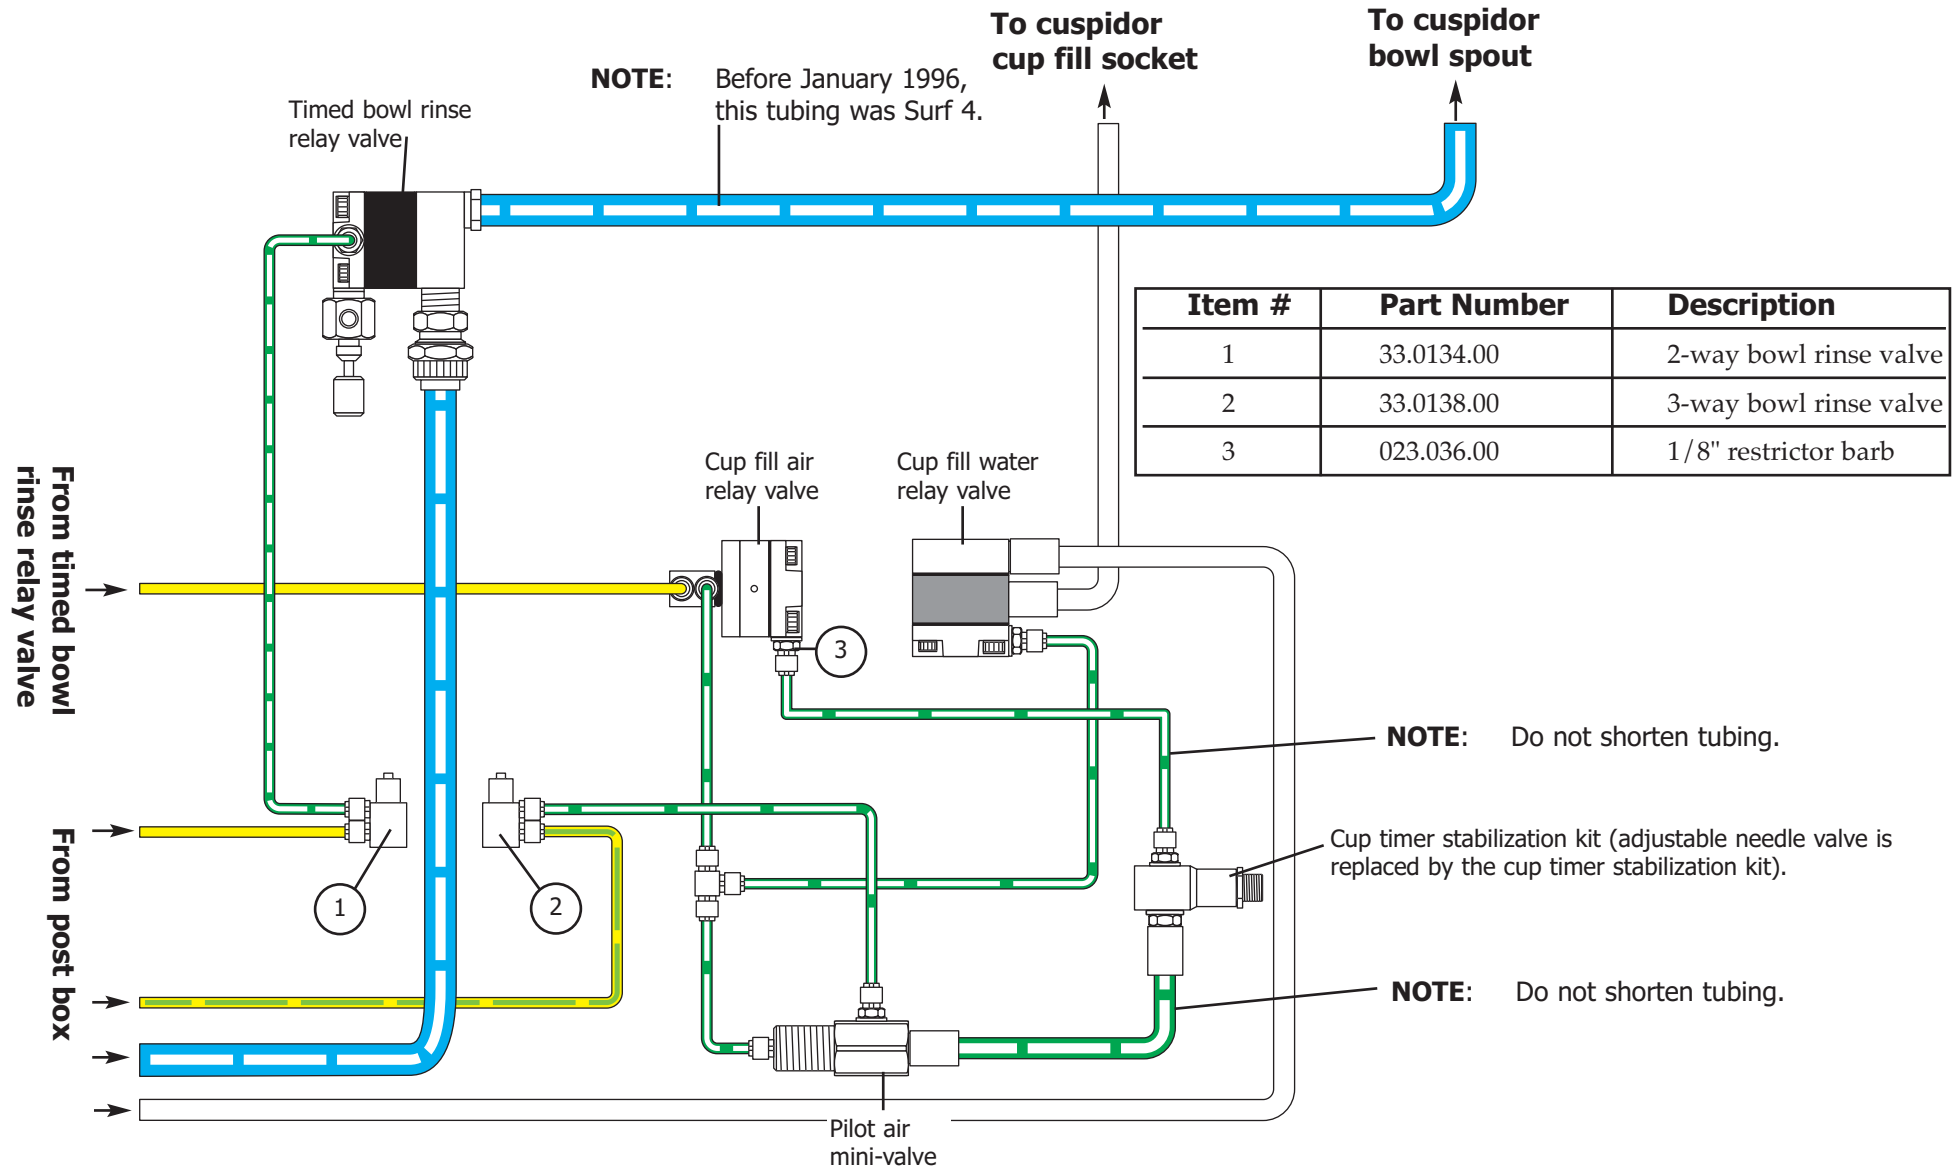 To cuspidor
cup fill socket
To cuspidor
bowl spout
NOTE: Before January 1996,
this tubing was Surf 4.
Timed bowl rinse
relay valve
Item # Part Number Description
1 33.0134.00 2-way bowl rinse valve
2 33.0138.00 3-way bowl rinse valve
3 023.036.00 1/8" restrictor barb
Cup fill air
relay valve
Cup fill water
relay valve
From timed bowl
rinse relay valve
3
NOTE: Do not shorten tubing.
From post box
1
2
Cup timer stabilization kit (adjustable needle valve is
replaced by the cup timer stabilization kit).
NOTE: Do not shorten tubing.
Pilot air
mini-valve